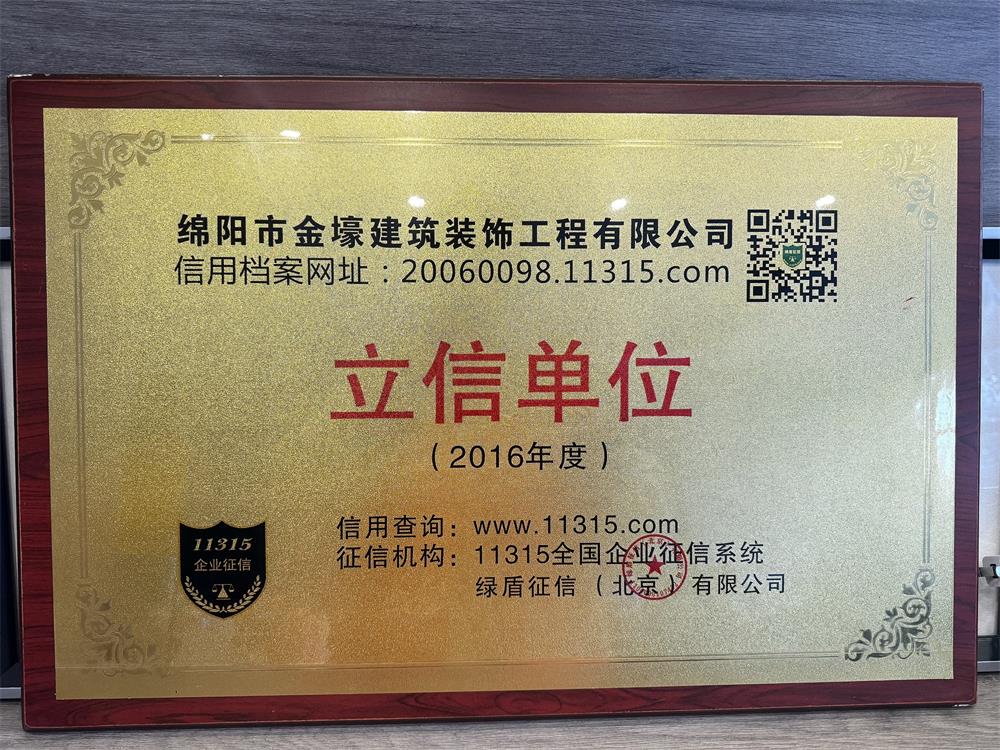 绵阳市金壕建筑装饰工程有限公司
信用档案网址：20060098.11315.com
立信单位
（2016年度）
11315
企业征信
信用查询：www.11315.com
征信机构：11315全国企业征信系统
绿盾征信（北京）有限公司